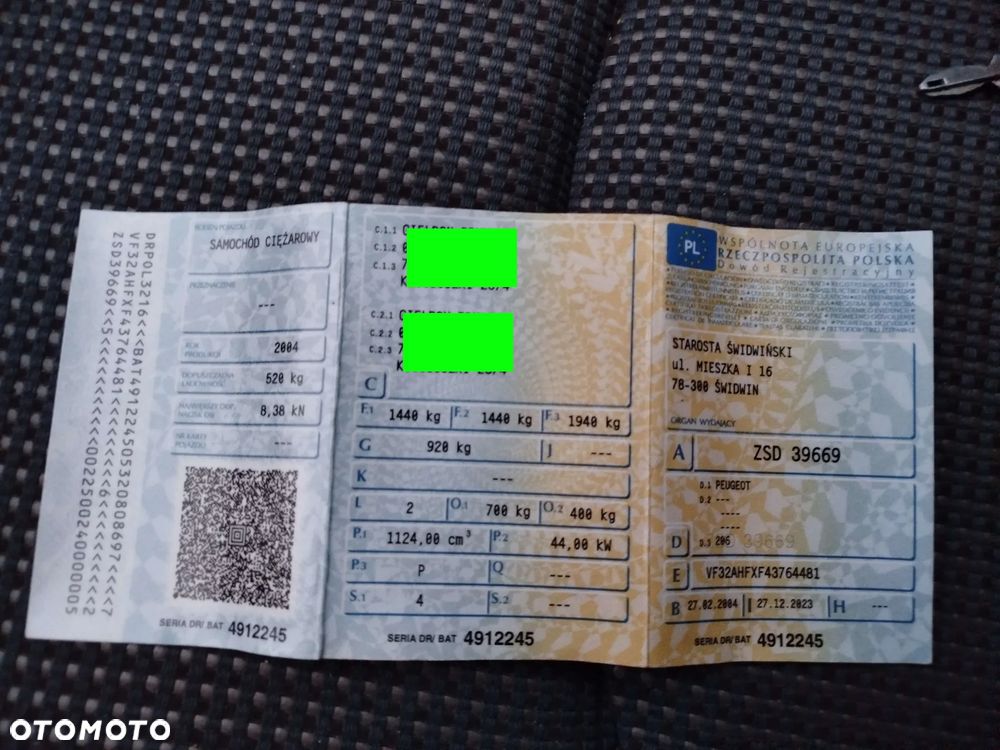 DRPOL3216<<<BAT49122450532080869<<<<<7
VF32AHFXF43764481<<<<<6<<<<<<<<<<<<2
ZSD39669<<5<<<<<<<<<002250024000000005
RODZAJ POJAZDU
SAMOCHÓD CIĘŻAROWY
PRZEZNACZENIE
---
ROK PRODUKCJI 2004
DOPUSZCZALNA ŁADOWNOŚĆ 520 kg
NAJWIĘKSZY DOP. NACISK OSI 8,38 kN
NR KARTY POJAZDU ---
SERIA DR/ BAT 4912245
C.1.1
C.1.2
C.1.3
C.2.1
C.2.2
C.2.3
C
F.1 1440 kg F.2 1440 kg F.3 1940 kg
G 920 kg J ---
K ---
L 2 O.1 700 kg O.2 400 kg
P.1 1124,00 cm³ P.2 44,00 kW
P.3 P Q ---
S.1 4 S.2 ---
SERIA DR/ BAT 4912245
PL
WSPÓLNOTA EUROPEJSKA
RZECZPOSPOLITA POLSKA
Dowód Rejestracyjny
STAROSTA ŚWIDWIŃSKI
ul. MIESZKA I 16
78-300 ŚWIDWIN
ORGAN WYDAJĄCY
A ZSD 39669
D.1 PEUGEOT
D.2 ---
----
----
D D.3 206 39669
E VF32AHFXF43764481
B 27.02.2004 I 27.12.2023 H ---
SERIA DR/ BAT 4912245
OTOMOTO